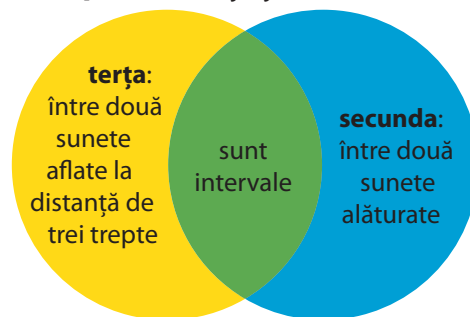 terța:
între două
sunete
aflate la
distanță de
trei trepte
sunt
intervale
secunda:
între două
sunete
alăturate